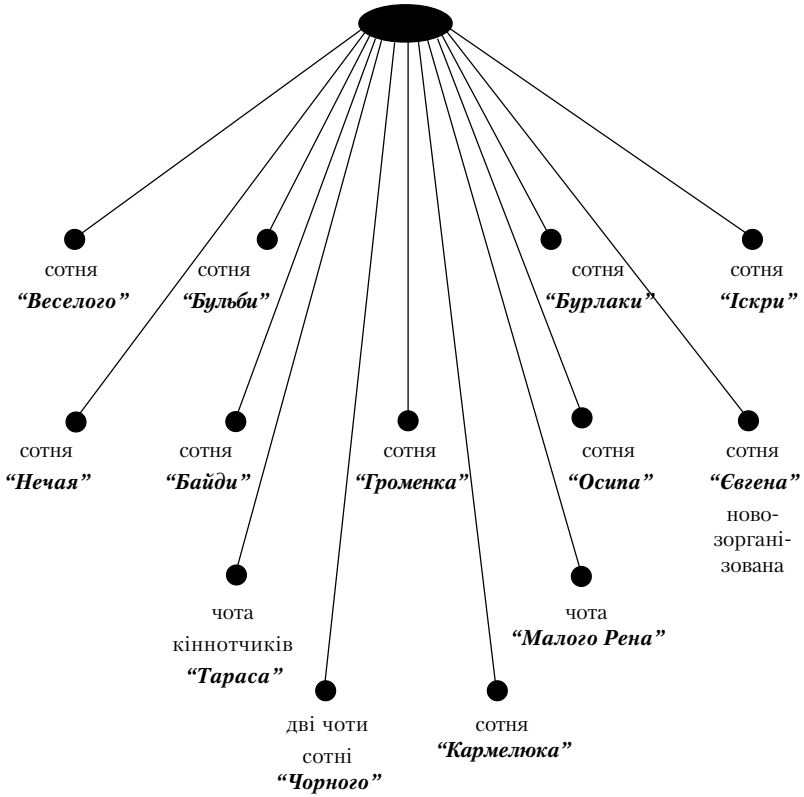 сотня
“Веселого”
сотня
“Бульби”
сотня
“Бурлаки”
сотня
“Іскри”
сотня
“Нечая”
сотня
“Байди”
сотня
“Громенка”
сотня
“Осипа”
сотня
“Євгена”
ново-
зоргані-
зована
чота
кіннотчиків
“Тараса”
чота
“Малого Рена”
дві чоти
сотні
“Чорного”
сотня
“Кармелюка”